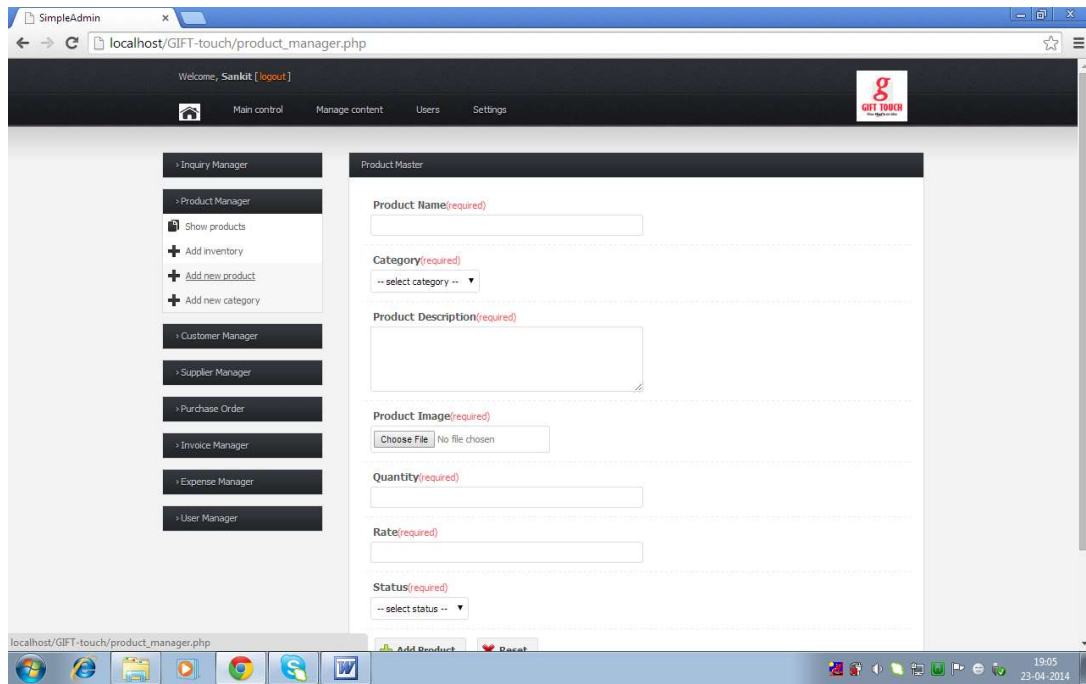 SimpleAdmin
localhost/GIFT-touch/product_manager.php
Welcome, Sankit [ logout ]
Main control Manage content Users Settings
g
GIFT TOUCH
› Inquiry Manager
› Product Manager
Show products
Add inventory
Add new product
Add new category
› Customer Manager
› Supplier Manager
› Purchase Order
› Invoice Manager
› Expense Manager
› User Manager
Product Master
Product Name(required)
Category(required)
-- select category --
Product Description(required)
Product Image(required)
Choose File No file chosen
Quantity(required)
Rate(required)
Status(required)
-- select status --
Add Product Reset
localhost/GIFT-touch/product_manager.php
19:05
23-04-2014